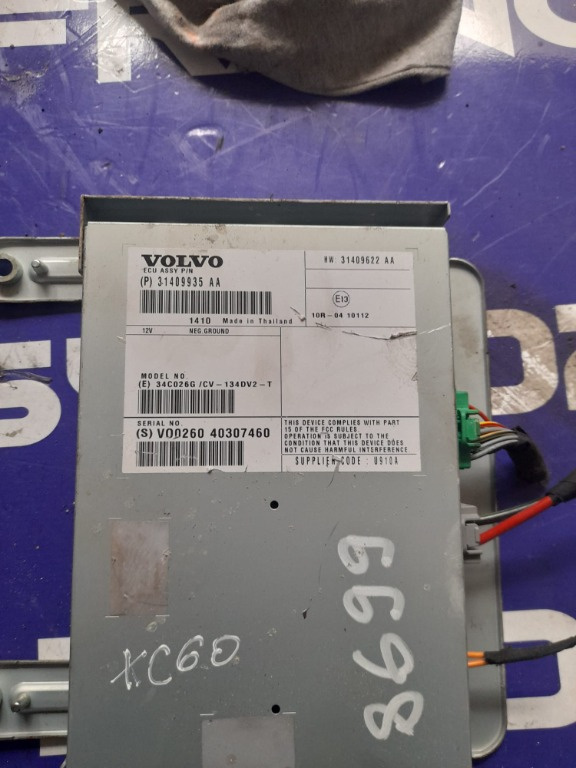 VOLVO
ECU ASSY P/N
(P) 31409935 AA
1410 Made in Thailand
HW 31409622 AA
E13
10R-04 10112
12V NEG.GROUND
MODEL NO
(E) 34C026G/CV-134DV2-T
SERIAL NO.
(S) VO0260 40307460
THIS DEVICE COMPLIES WITH PART
15 OF THE FCC RULES.
OPERATION IS SUBJECT TO THE
CONDITION THAT THIS DEVICE DOES
NOT CAUSE HARMFUL INTERFERENCE
SUPPLIER CODE : U910A
XC60
8699